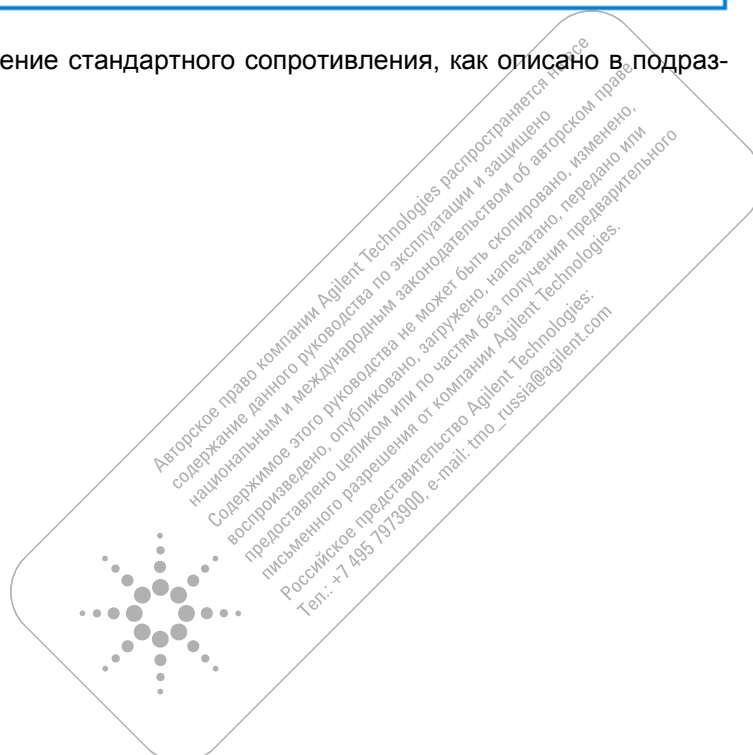 ение стандартного сопротивления, как описано в подраз-
Авторское право компании Agilent Technologies распространяется на все
содержание данного руководства по эксплуатации и защищено
национальным и международным законодательством об авторском праве.
Содержимое этого руководства не может быть скопировано, изменено,
воспроизведено, опубликовано, загружено, напечатано, передано или
предоставлено целиком или по частям без получения предварительного
письменного разрешения от компании Agilent Technologies.
Российское представительство Agilent Technologies:
Тел.: +7 495 7973900, e-mail: tmo_russia@agilent.com